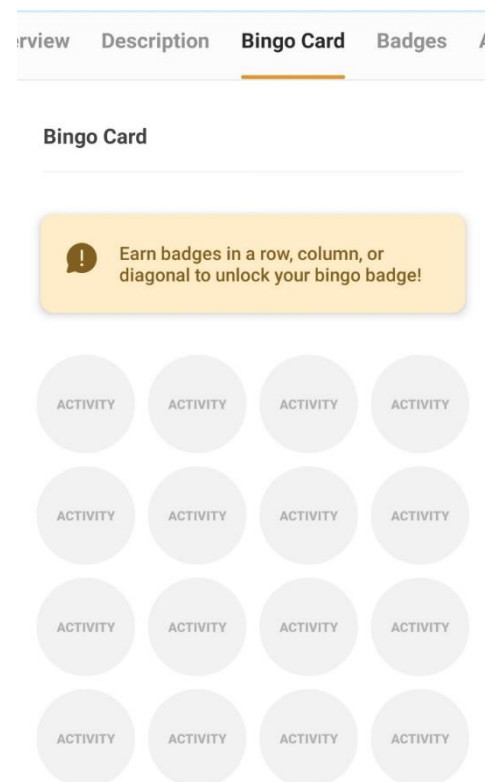 rview Description Bingo Card Badges
Bingo Card
Earn badges in a row, column, or
diagonal to unlock your bingo badge!
ACTIVITY ACTIVITY ACTIVITY ACTIVITY
ACTIVITY ACTIVITY ACTIVITY ACTIVITY
ACTIVITY ACTIVITY ACTIVITY ACTIVITY
ACTIVITY ACTIVITY ACTIVITY ACTIVITY